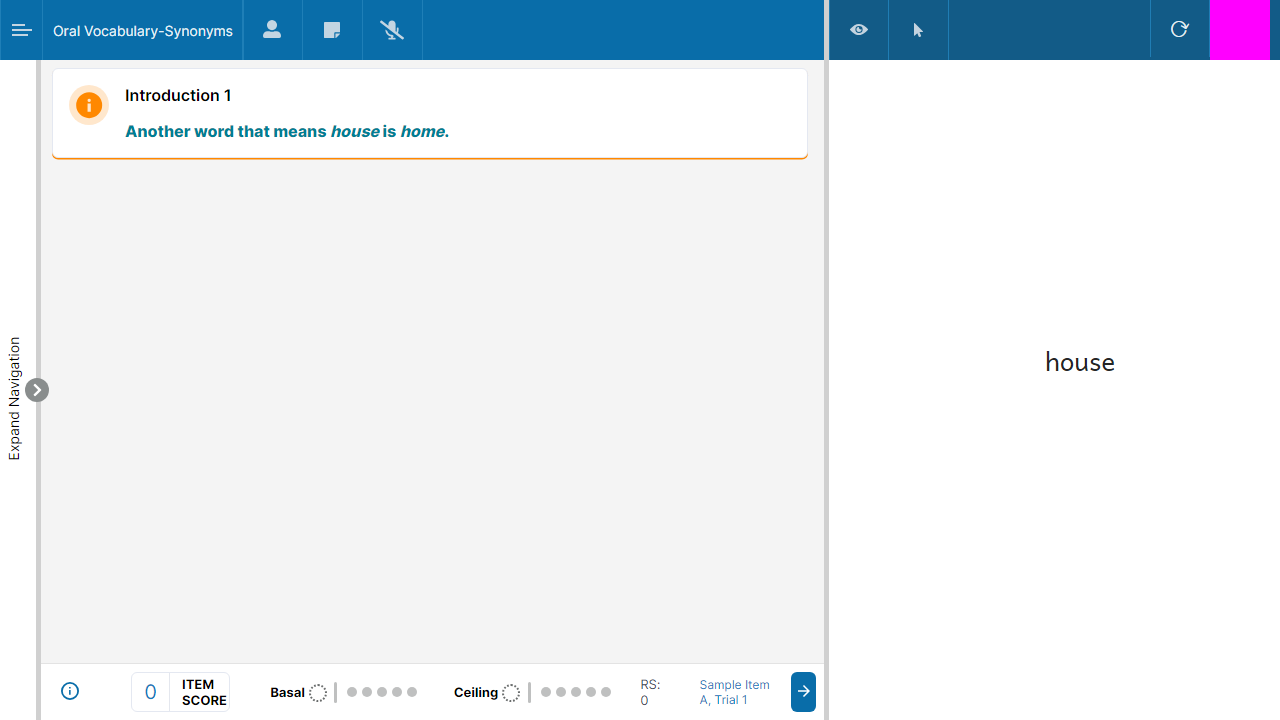 Oral Vocabulary-Synonyms
Introduction 1
Another word that means house is home.
house
Expand Navigation
0
ITEM
SCORE
Basal
Ceiling
RS:
0
Sample Item
A, Trial 1